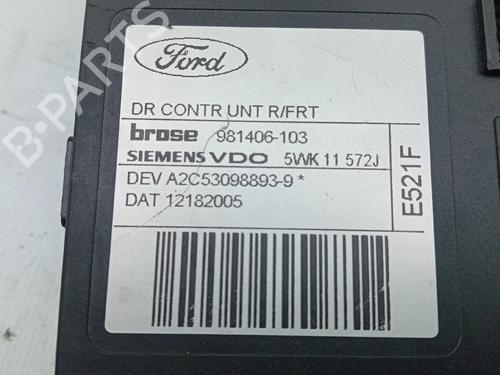 Ford
DR CONTR UNT R/FRT
brose 981406-103
SIEMENS VDO 5WK 11 572J
DEV A2C53098893-9 *
DAT 12182005
E521F
B-PARTS